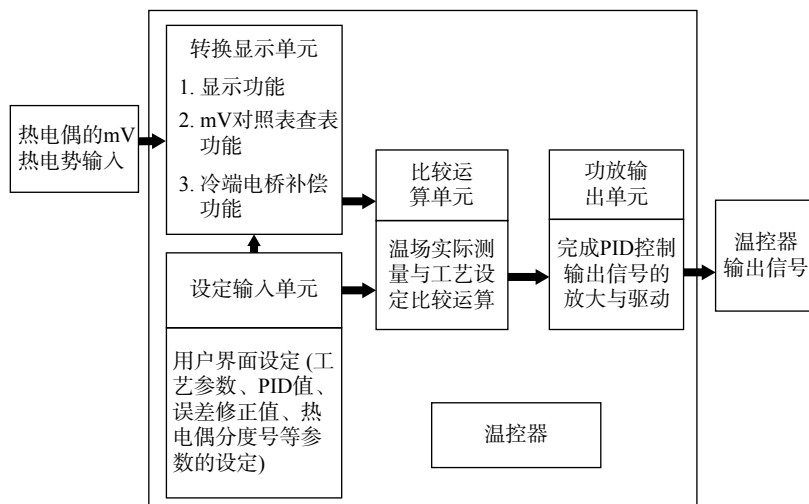 热电偶的mV
热电势输入
转换显示单元
1. 显示功能
2. mV对照表查表
功能
3. 冷端电桥补偿
功能
设定输入单元
用户界面设定 (工
艺参数、PID值、
误差修正值、热
电偶分度号等参
数的设定)
比较运
算单元
温场实际测
量与工艺设
定比较运算
功放输
出单元
完成PID控制
输出信号的
放大与驱动
温控器
输出信号
温控器